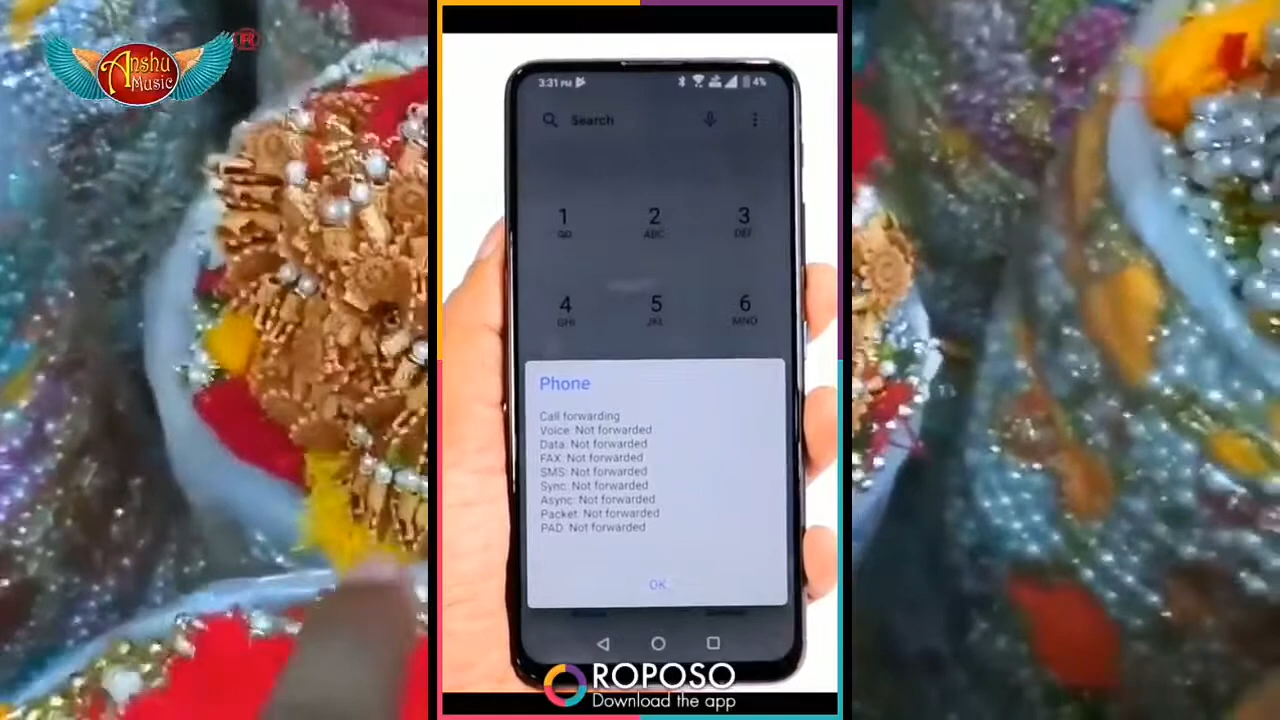 Anshu
Music
R
3:31 PM
4%
Search
1
2
ABC
3
DEF
4
GHI
5
JKL
6
MNO
Phone
Call forwarding
Voice: Not forwarded
Data: Not forwarded
FAX: Not forwarded
SMS: Not forwarded
Sync: Not forwarded
Async: Not forwarded
Packet: Not forwarded
PAD: Not forwarded
OK
ROPOSO
Download the app